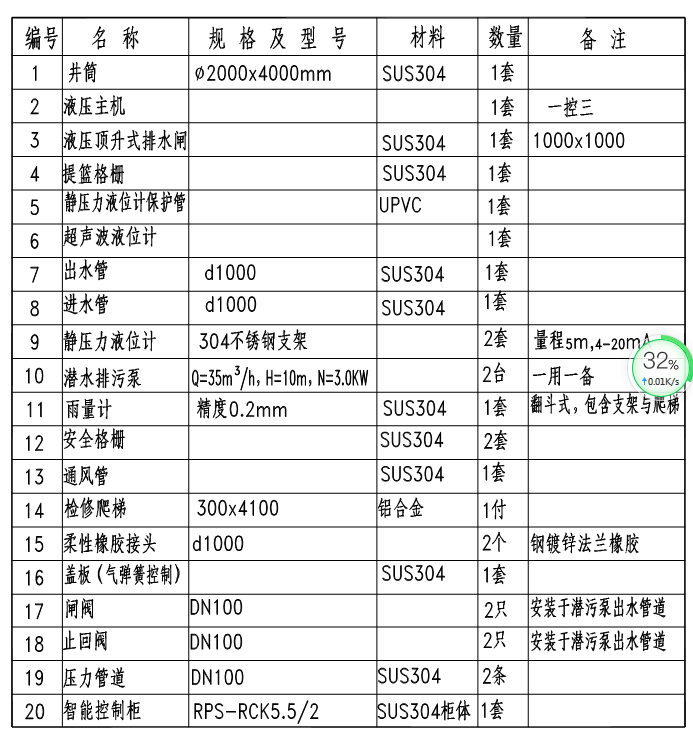 编号 名称 规格及型号 材料 数量 备注
1 井筒 ø2000x4000mm SUS304 1套
2 液压主机 1套 一控三
3 液压顶升式排水闸 SUS304 1套 1000x1000
4 提篮格栅 SUS304 1套
5 静压力液位计保护管 UPVC 1套
6 超声波液位计 1套
7 出水管 d1000 SUS304 1套
8 进水管 d1000 SUS304 1套
9 静压力液位计 304不锈钢支架 2套 量程5m,4-20mA
10 潜水排污泵 Q=35m³/h,H=10m,N=3.0KW 2台 一用一备
11 雨量计 精度0.2mm SUS304 1套 翻斗式,包含支架与爬梯
12 安全格栅 SUS304 2套
13 通风管 SUS304 1套
14 检修爬梯 300x4100 铝合金 1付
15 柔性橡胶接头 d1000 2个 钢镀锌法兰橡胶
16 盖板(气弹簧控制) SUS304 1套
17 闸阀 DN100 2只 安装于潜污泵出水管道
18 止回阀 DN100 2只 安装于潜污泵出水管道
19 压力管道 DN100 SUS304 2条
20 智能控制柜 RPS-RCK5.5/2 SUS304柜体 1套
32%
↑0.01K/s